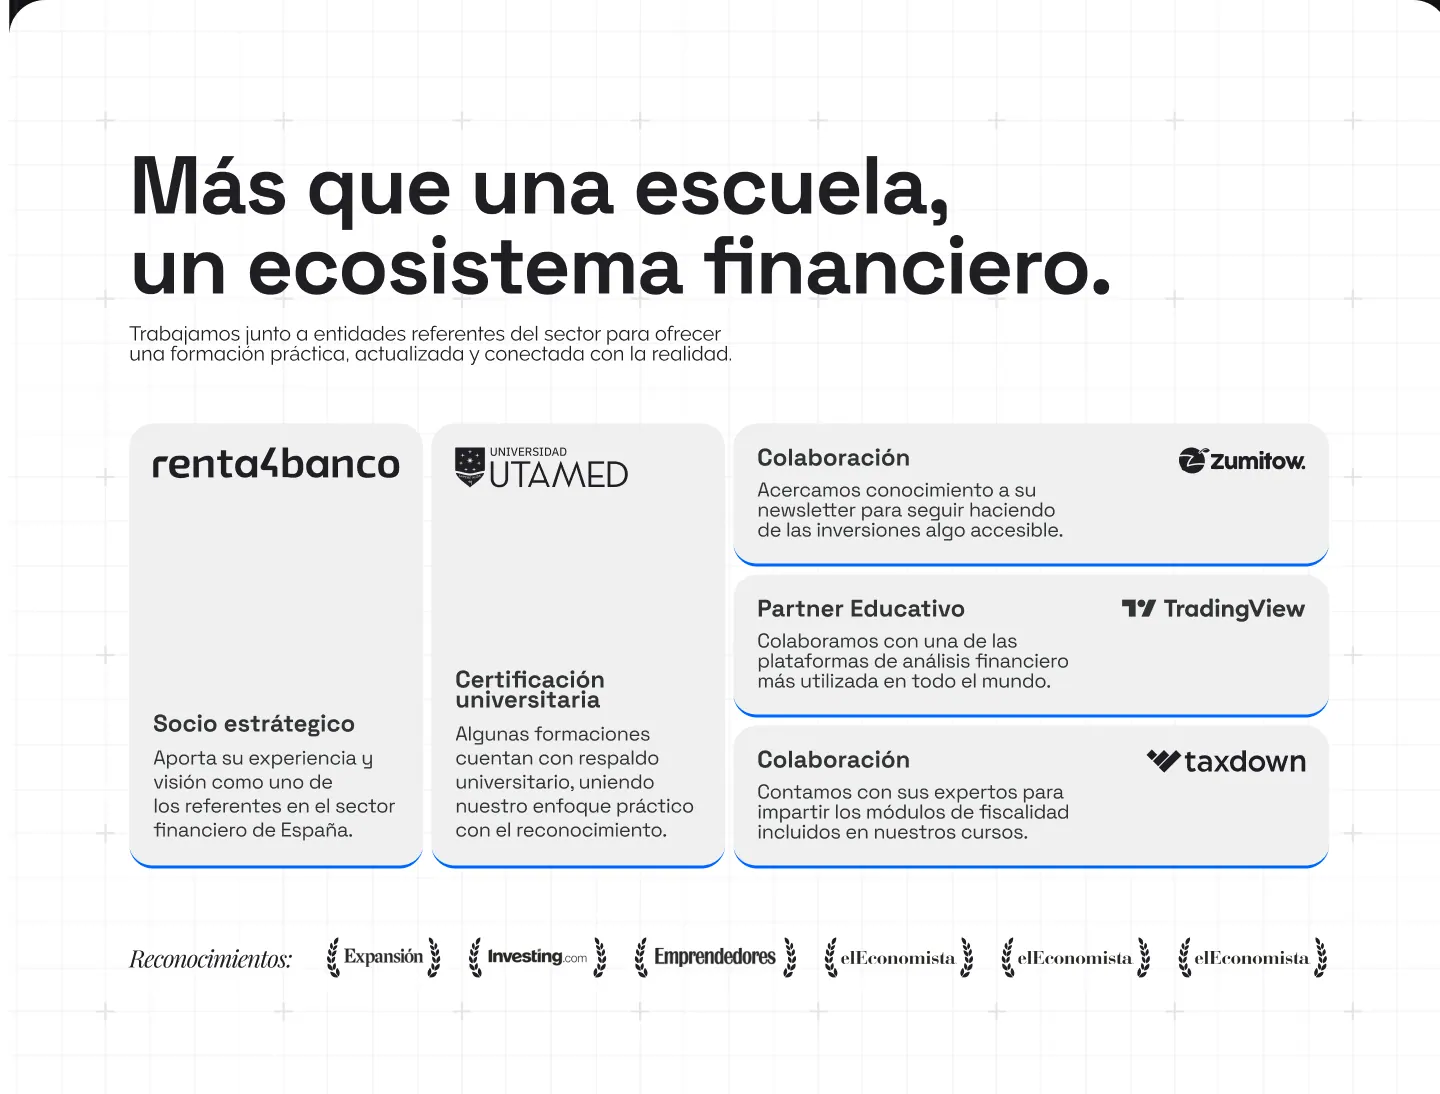 Más que una escuela,
un ecosistema financiero.
Trabajamos junto a entidades referentes del sector para ofrecer
una formación práctica, actualizada y conectada con la realidad.
renta4banco
Socio estrátegico
Aporta su experiencia y
visión como uno de
los referentes en el sector
financiero de España.
UNIVERSIDAD
UTAMED
Certificación
universitaria
Algunas formaciones
cuentan con respaldo
universitario, uniendo
nuestro enfoque práctico
con el reconocimiento.
Colaboración
Zumitow.
Acercamos conocimiento a su
newsletter para seguir haciendo
de las inversiones algo accesible.
Partner Educativo
TradingView
Colaboramos con una de las
plataformas de análisis financiero
más utilizada en todo el mundo.
Colaboración
taxdown
Contamos con sus expertos para
impartir los módulos de fiscalidad
incluidos en nuestros cursos.
Reconocimientos: Expansión Investing.com Emprendedores elEconomista elEconomista elEconomista